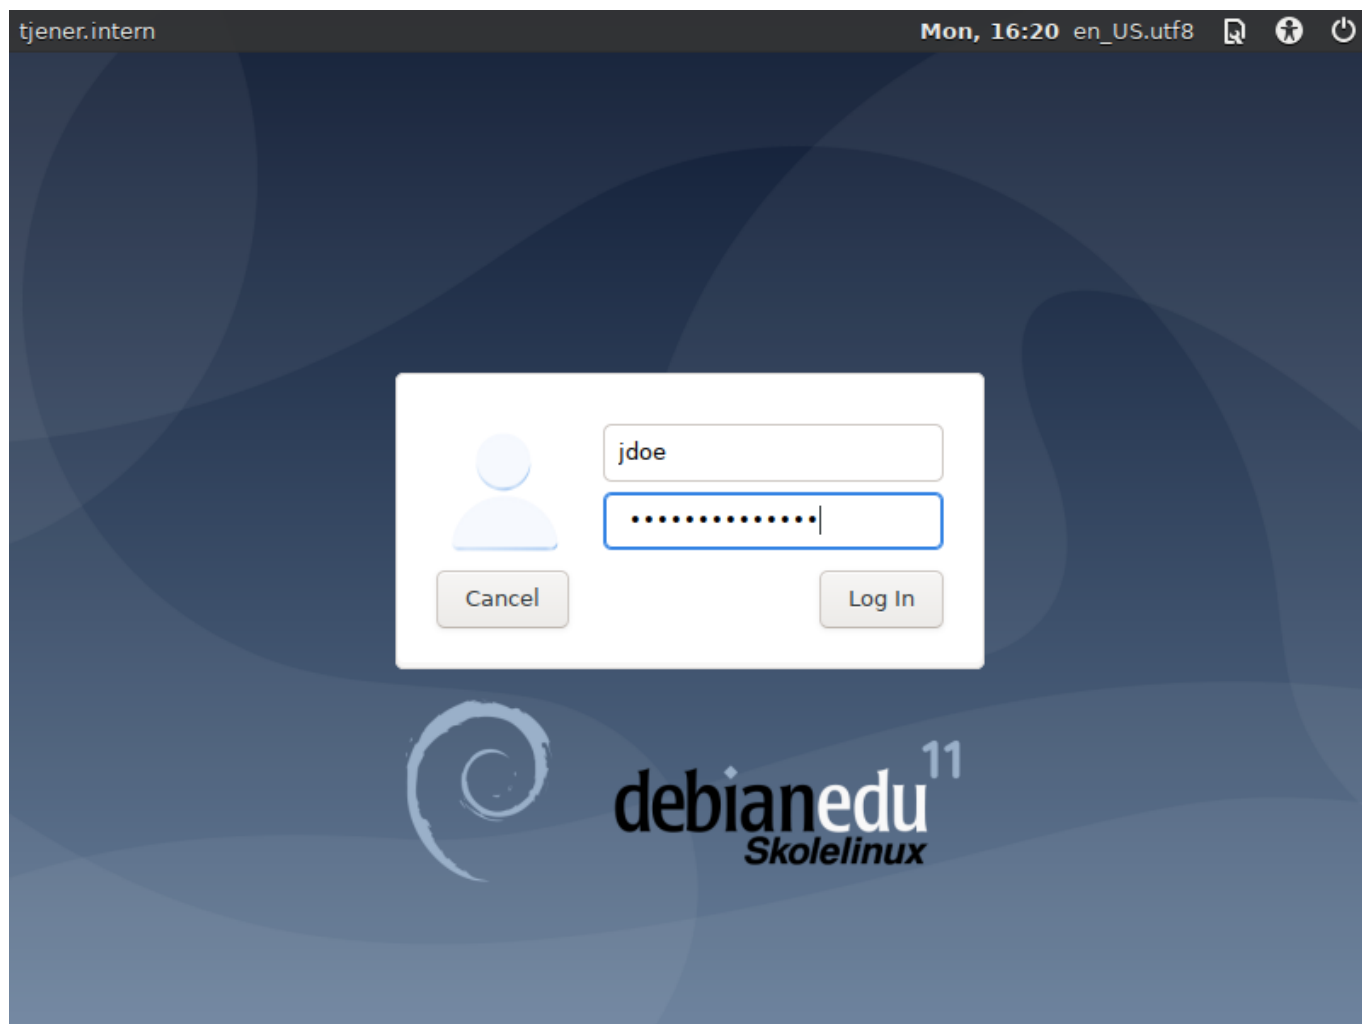 tjener.intern
Mon, 16:20 en_US.utf8
jdoe
••••••••••••••
Cancel
Log In
debianedu 11
Skolelinux